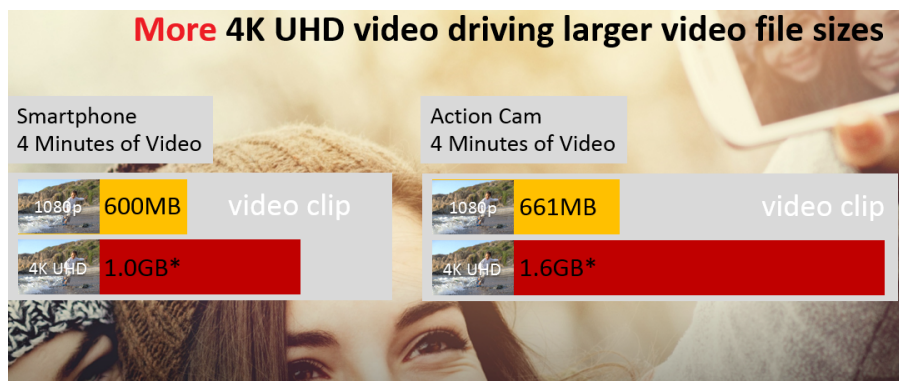 More 4K UHD video driving larger video file sizes
Smartphone
4 Minutes of Video
1080p 600MB video clip
4K UHD 1.0GB*
Action Cam
4 Minutes of Video
1080p 661MB video clip
4K UHD 1.6GB*